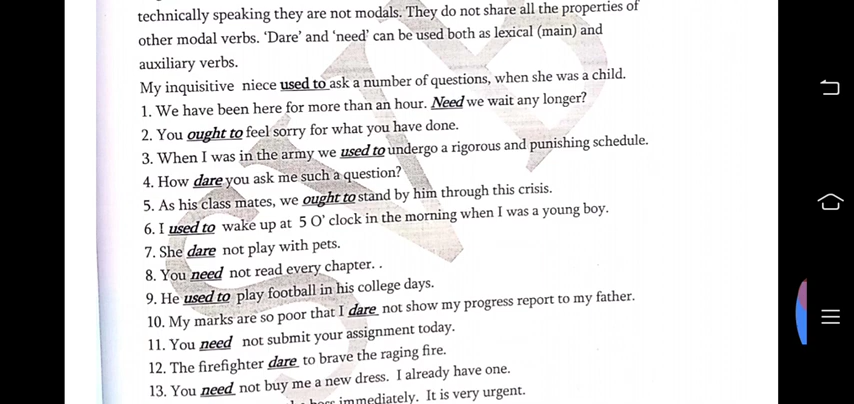 technically speaking they are not modals. They do not share all the properties of
other modal verbs. ‘Dare’ and ‘need’ can be used both as lexical (main) and
auxiliary verbs.
My inquisitive niece used to ask a number of questions, when she was a child.
1. We have been here for more than an hour. Need we wait any longer?
2. You ought to feel sorry for what you have done.
3. When I was in the army we used to undergo a rigorous and punishing schedule.
4. How dare you ask me such a question?
5. As his class mates, we ought to stand by him through this crisis.
6. I used to wake up at 5 O’ clock in the morning when I was a young boy.
7. She dare not play with pets.
8. You need not read every chapter. .
9. He used to play football in his college days.
10. My marks are so poor that I dare not show my progress report to my father.
11. You need not submit your assignment today.
12. The firefighter dare to brave the raging fire.
13. You need not buy me a new dress. I already have one.
immediately. It is very urgent.